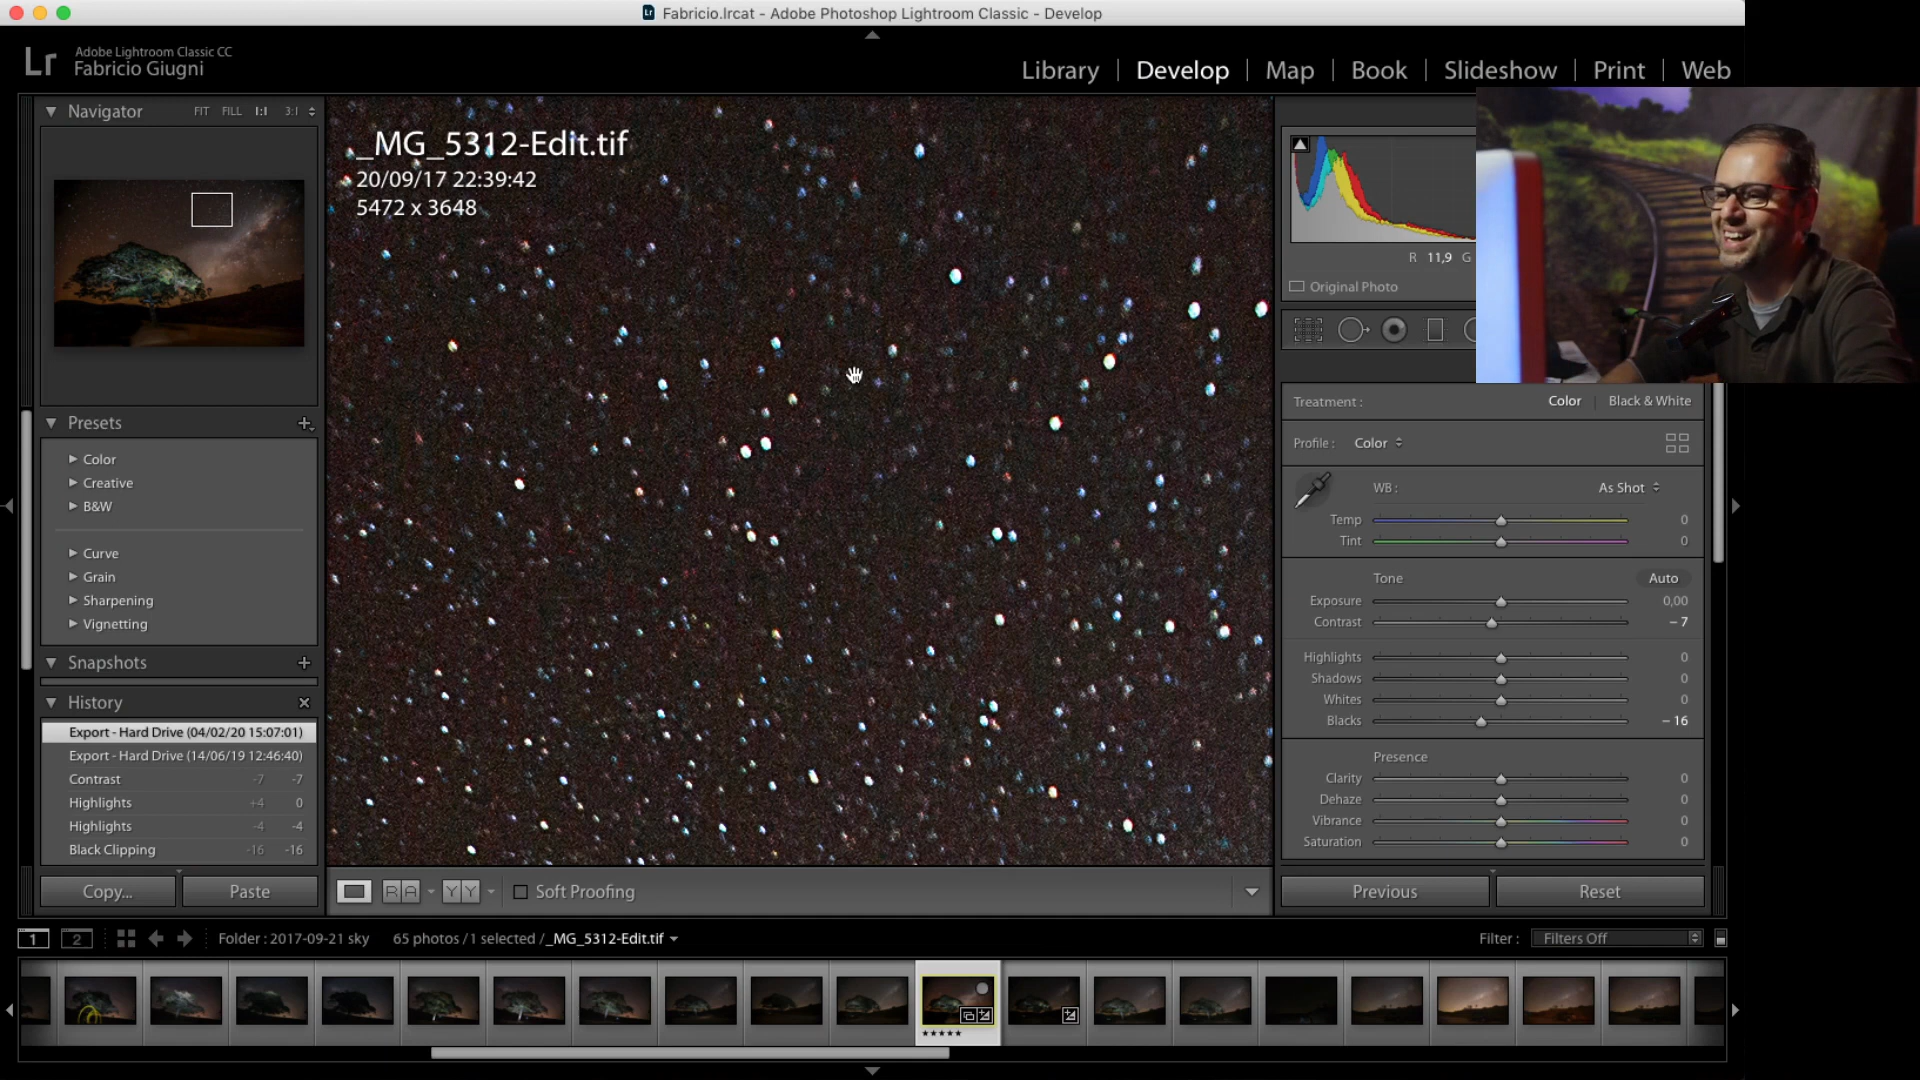 Fabricio.lrcat - Adobe Photoshop Lightroom Classic - Develop
Lr
Adobe Lightroom Classic CC
Fabricio Giugni
Library | Develop | Map | Book | Slideshow | Print | Web
Navigator FIT FILL 1:1 3:1
_MG_5312-Edit.tif
20/09/17 22:39:42
5472 x 3648
R 11,9 G
Original Photo
Presets
Color
Creative
B&W
Curve
Grain
Sharpening
Vignetting
Snapshots
History
Export - Hard Drive (04/02/20 15:07:01)
Export - Hard Drive (14/06/19 12:46:40)
Contrast -7 -7
Highlights +4 0
Highlights -4 -4
Black Clipping -16 -16
Copy... Paste
Treatment : Color | Black & White
Profile : Color
WB : As Shot
Temp 0
Tint 0
Tone Auto
Exposure 0,00
Contrast - 7
Highlights 0
Shadows 0
Whites 0
Blacks - 16
Presence
Clarity 0
Dehaze 0
Vibrance 0
Saturation 0
Previous Reset
R A Y Y Soft Proofing
1 2 Folder : 2017-09-21 sky 65 photos / 1 selected / _MG_5312-Edit.tif
Filter : Filters Off